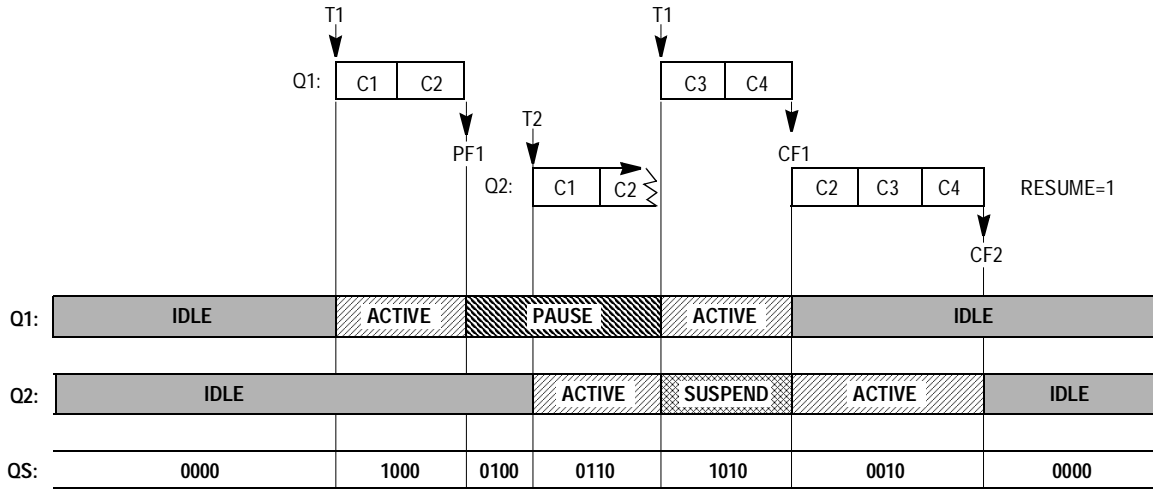 T1 T1
Q1: C1 C2 C3 C4
T2
PF1 CF1
Q2: C1 C2 C2 C3 C4 RESUME=1
CF2
Q1: IDLE ACTIVE PAUSE ACTIVE IDLE
Q2: IDLE ACTIVE SUSPEND ACTIVE IDLE
QS: 0000 1000 0100 0110 1010 0010 0000